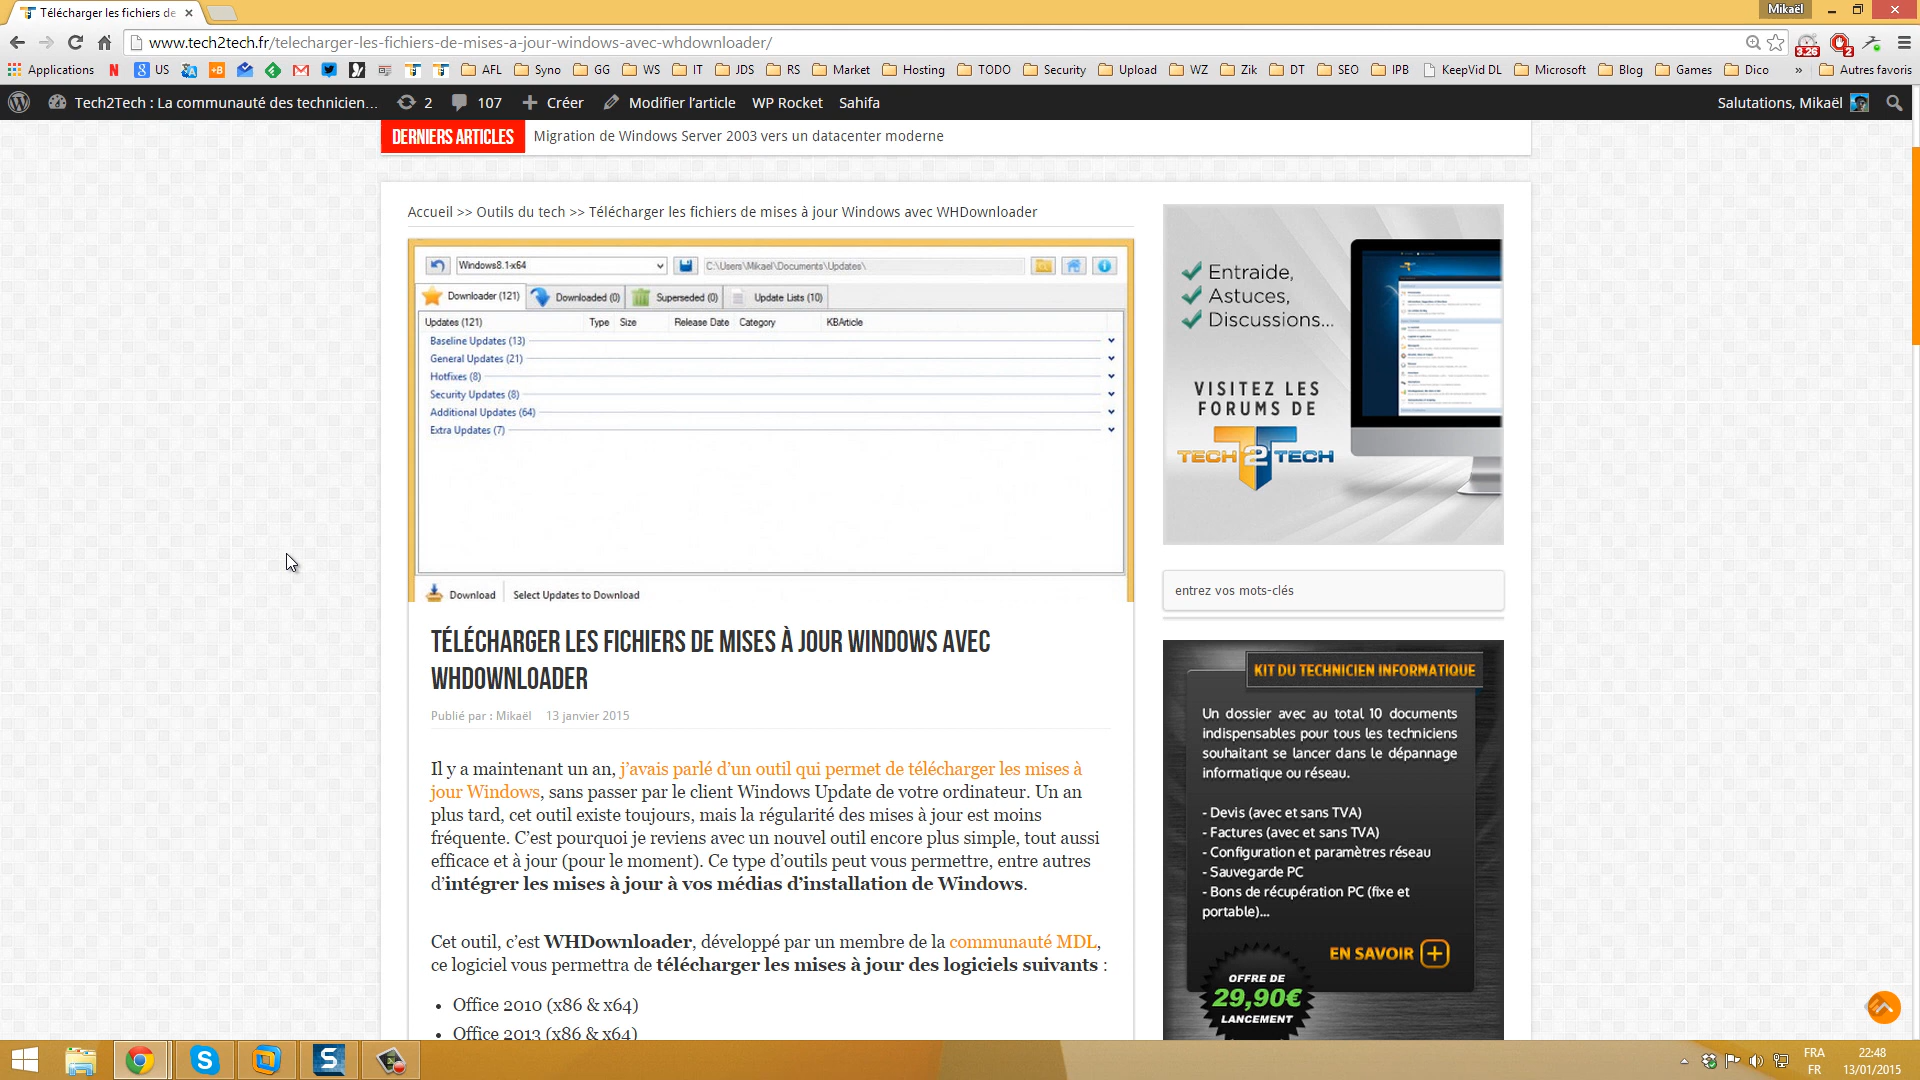 Télécharger les fichiers de
Mikaël
www.tech2tech.fr/telecharger-les-fichiers-de-mises-a-jour-windows-avec-whdownloader/
3.26
2
Applications US AFL Syno GG WS IT JDS RS Market Hosting TODO Security Upload WZ Zik DT SEO IPB KeepVid DL Microsoft Blog Games Dico » Autres favoris
Tech2Tech : La communauté des technicien... 2 107 Créer Modifier l'article WP Rocket Sahifa Salutations, Mikaël
DERNIERS ARTICLES Migration de Windows Server 2003 vers un datacenter moderne
Accueil >> Outils du tech >> Télécharger les fichiers de mises à jour Windows avec WHDownloader
Windows8.1-x64 C:\Users\Mikael\Documents\Updates\
Downloader (121) Downloaded (0) Superseded (0) Update Lists (10)
Updates (121) Type Size Release Date Category KBArticle
Baseline Updates (13)
General Updates (21)
Hotfixes (8)
Security Updates (8)
Additional Updates (64)
Extra Updates (7)
Download Select Updates to Download
TÉLÉCHARGER LES FICHIERS DE MISES À JOUR WINDOWS AVEC
WHDOWNLOADER
Publié par : Mikaël 13 janvier 2015
Il y a maintenant un an, j'avais parlé d'un outil qui permet de télécharger les mises à
jour Windows, sans passer par le client Windows Update de votre ordinateur. Un an
plus tard, cet outil existe toujours, mais la régularité des mises à jour est moins
fréquente. C'est pourquoi je reviens avec un nouvel outil encore plus simple, tout aussi
efficace et à jour (pour le moment). Ce type d'outils peut vous permettre, entre autres
d'intégrer les mises à jour à vos médias d'installation de Windows.
Cet outil, c'est WHDownloader, développé par un membre de la communauté MDL,
ce logiciel vous permettra de télécharger les mises à jour des logiciels suivants :
• Office 2010 (x86 & x64)
• Office 2013 (x86 & x64)
Entraide,
Astuces,
Discussions...
VISITEZ LES
FORUMS DE
TECH 2 TECH
entrez vos mots-clés
KIT DU TECHNICIEN INFORMATIQUE
Un dossier avec au total 10 documents
indispensables pour tous les techniciens
souhaitant se lancer dans le dépannage
informatique ou réseau.
- Devis (avec et sans TVA)
- Factures (avec et sans TVA)
- Configuration et paramètres réseau
- Sauvegarde PC
- Bons de récupération PC (fixe et
portable)...
EN SAVOIR +
OFFRE DE
29,90€
LANCEMENT
FRA 22:48
FR 13/01/2015